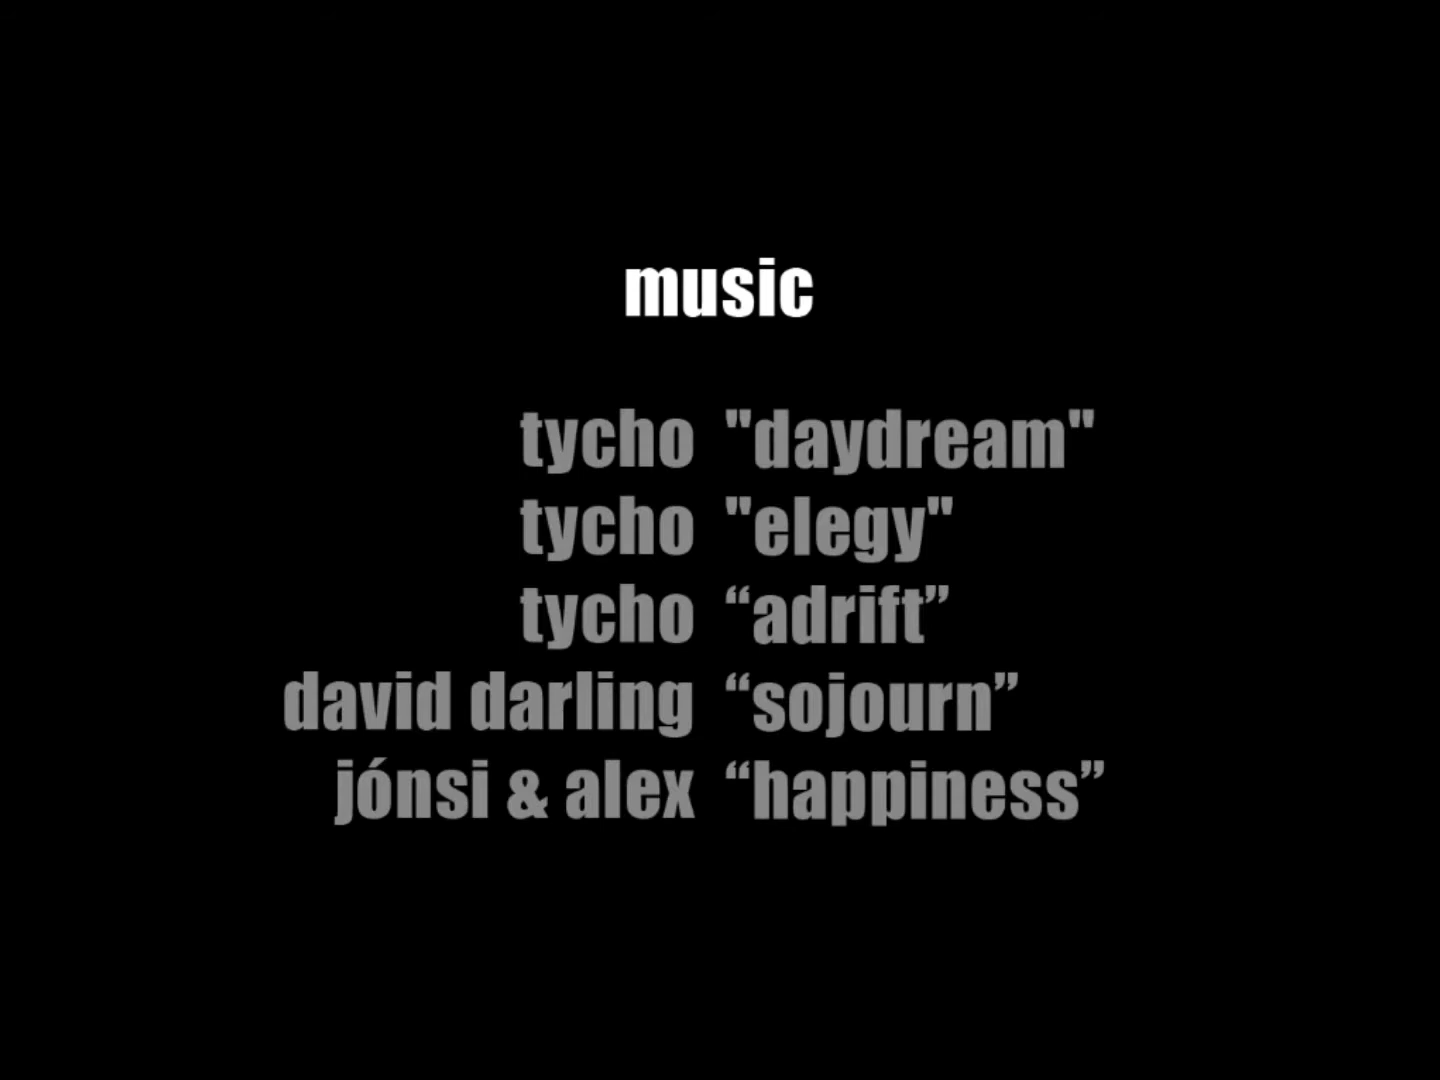 music
tycho "daydream"
tycho "elegy"
tycho “adrift”
david darling “sojourn”
jónsi & alex “happiness”